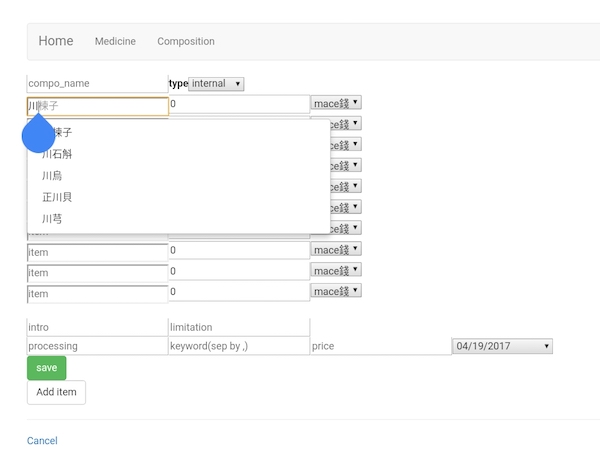 Home Medicine Composition
compo_name type internal
川楝子 0 mace錢
楝子 mace錢
川石斛 mace錢
川烏 mace錢
正川貝 mace錢
川芎 mace錢
mace錢
item 0 mace錢
item 0 mace錢
item 0 mace錢
intro limitation
processing keyword(sep by ,) price 04/19/2017
save
Add item
Cancel